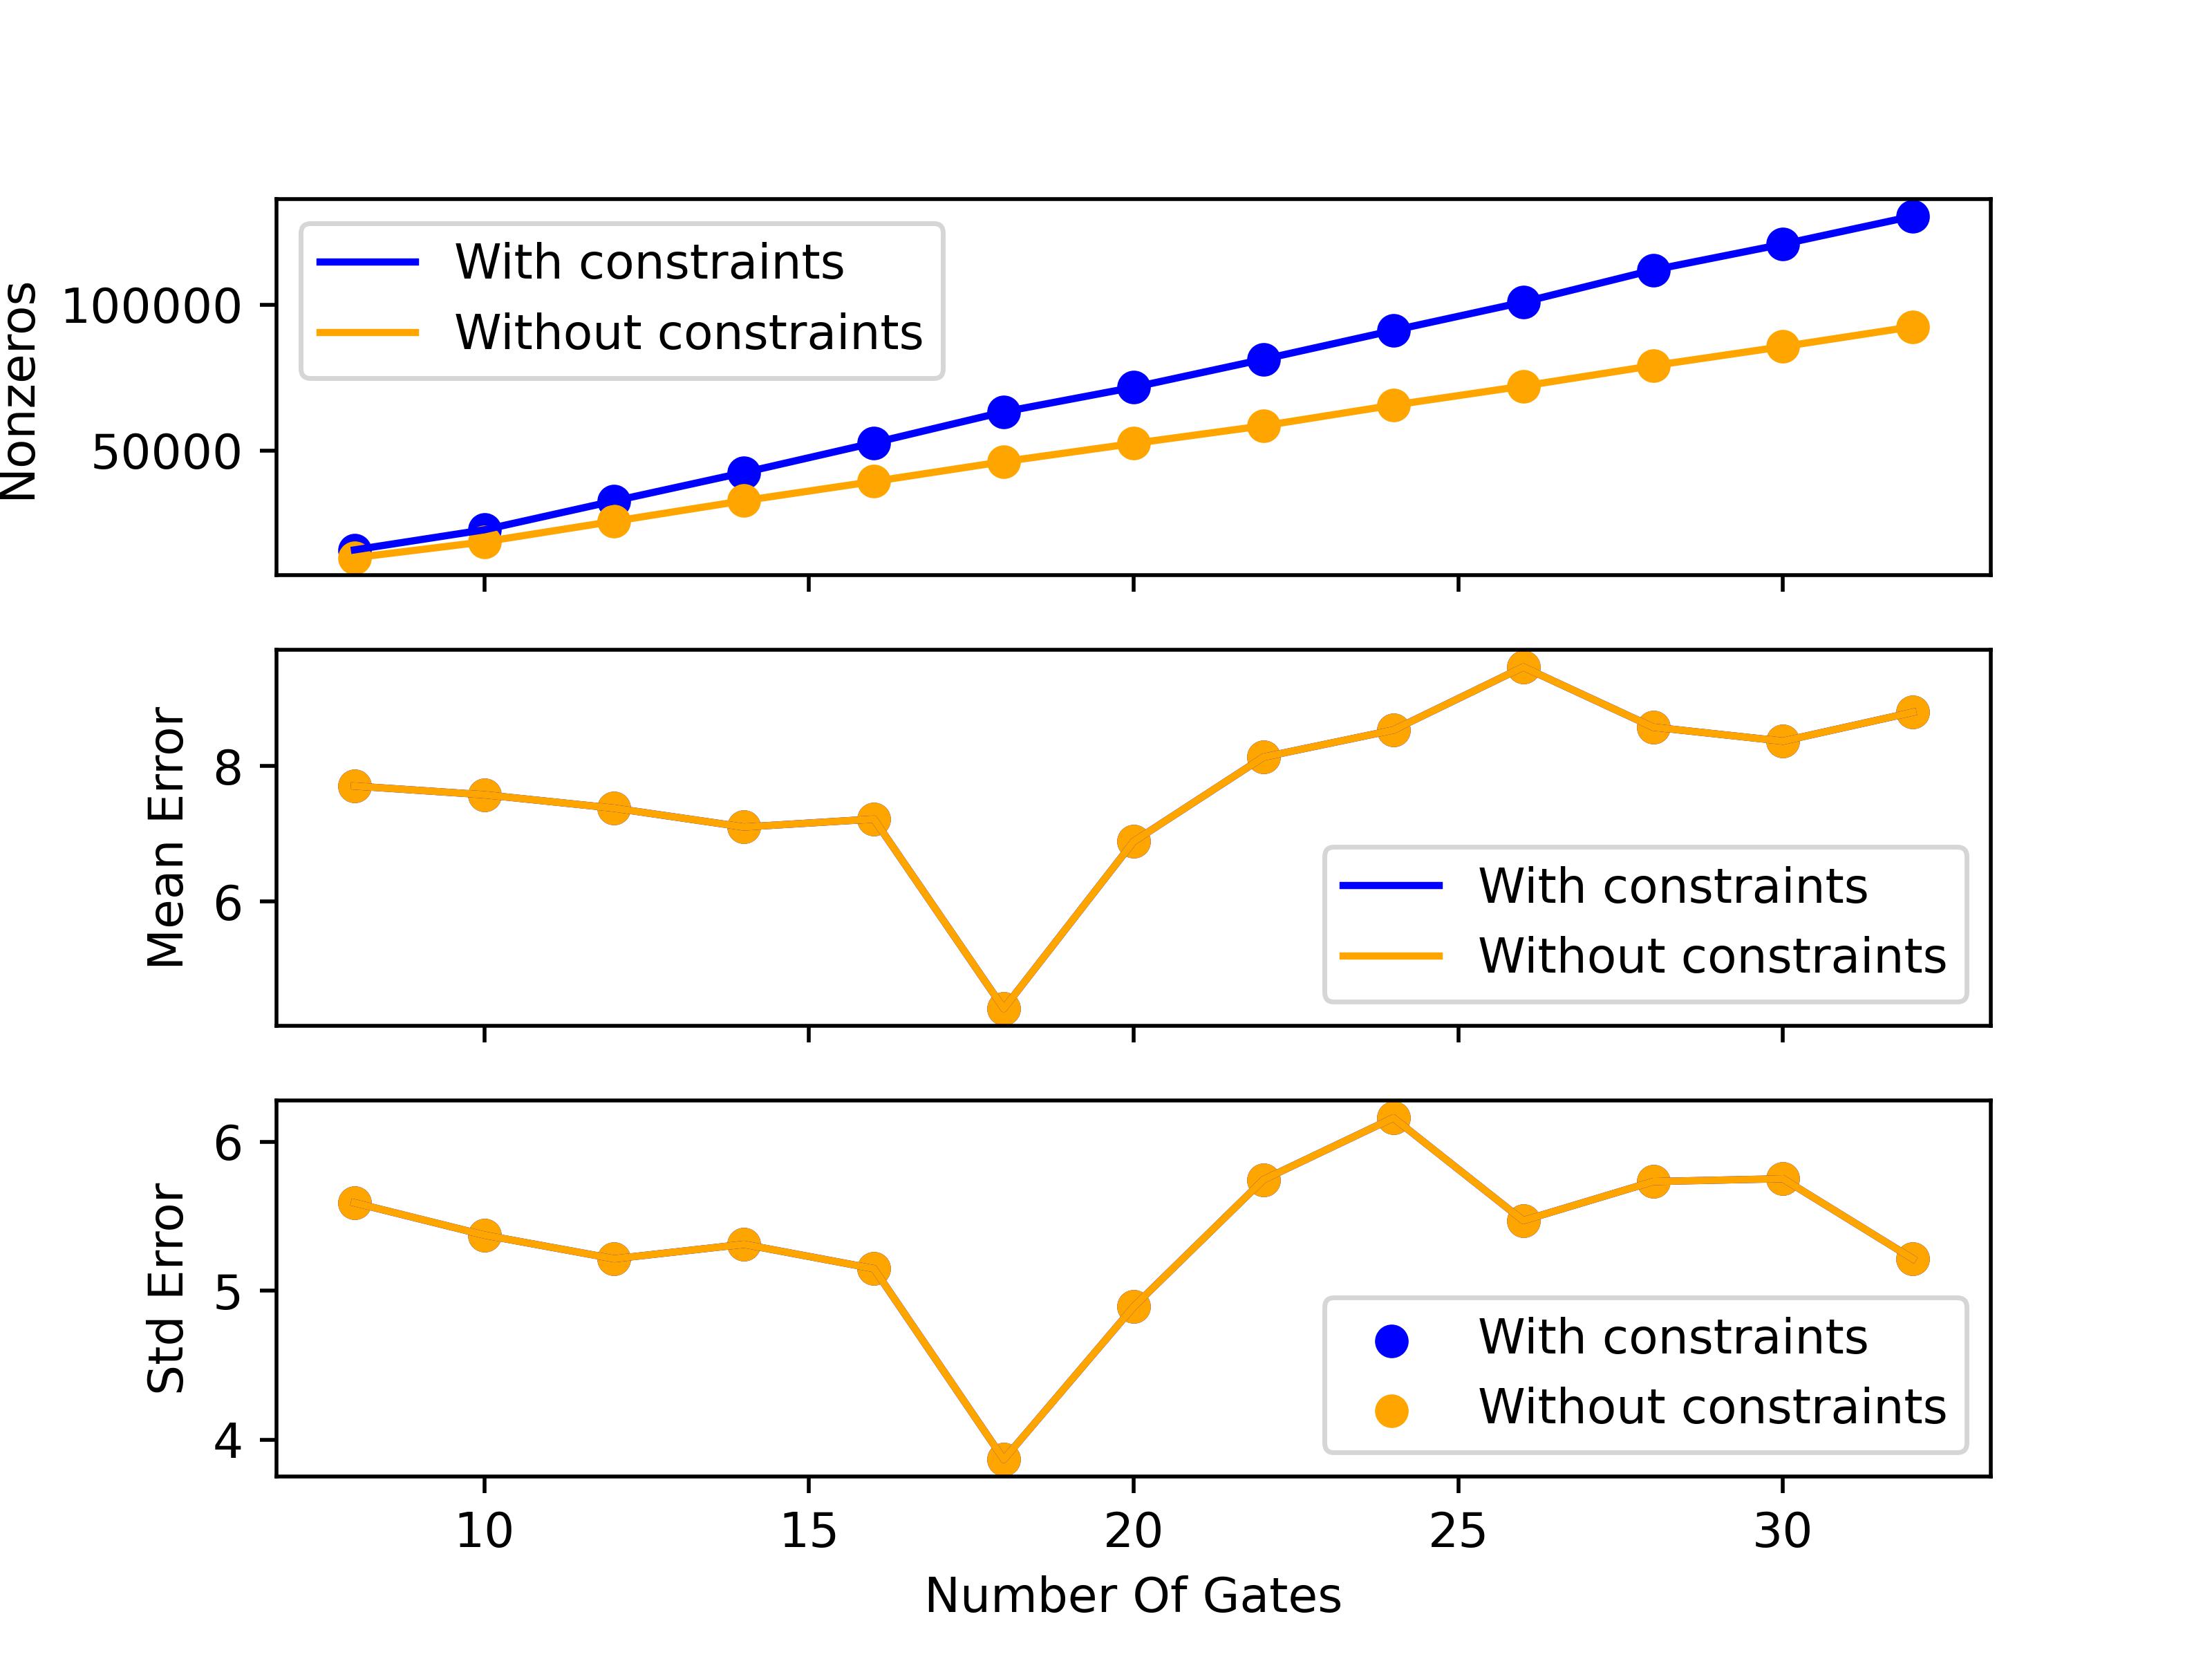 Nonzeros
100000
50000
With constraints
Without constraints
Mean Error
8
6
With constraints
Without constraints
Std Error
6
5
4
With constraints
Without constraints
10 15 20 25 30
Number Of Gates